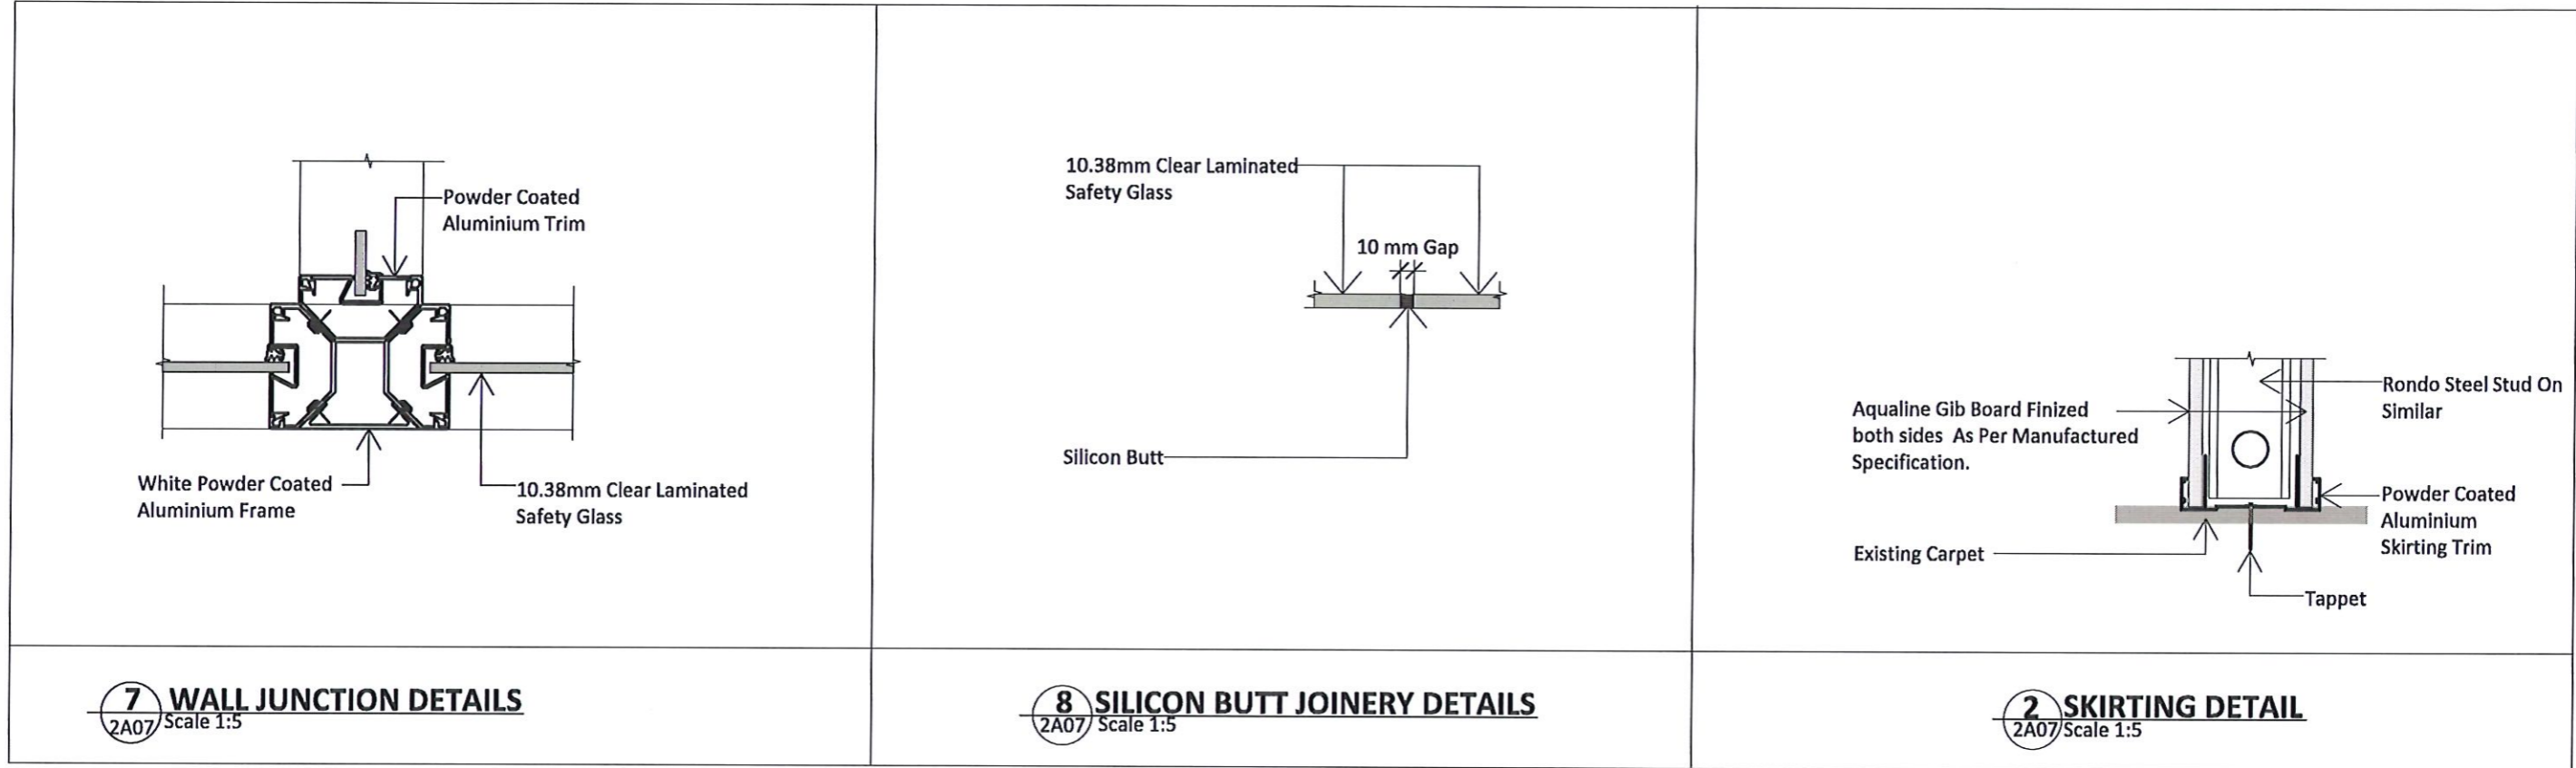 Powder Coated
Aluminium Trim
White Powder Coated
Aluminium Frame
10.38mm Clear Laminated
Safety Glass
7
2A07
WALL JUNCTION DETAILS
Scale 1:5
10.38mm Clear Laminated
Safety Glass
10 mm Gap
Silicon Butt
8
2A07
SILICON BUTT JOINERY DETAILS
Scale 1:5
Rondo Steel Stud On
Similar
Aqualine Gib Board Finized
both sides As Per Manufactured
Specification.
Powder Coated
Aluminium
Skirting Trim
Existing Carpet
Tappet
2
2A07
SKIRTING DETAIL
Scale 1:5